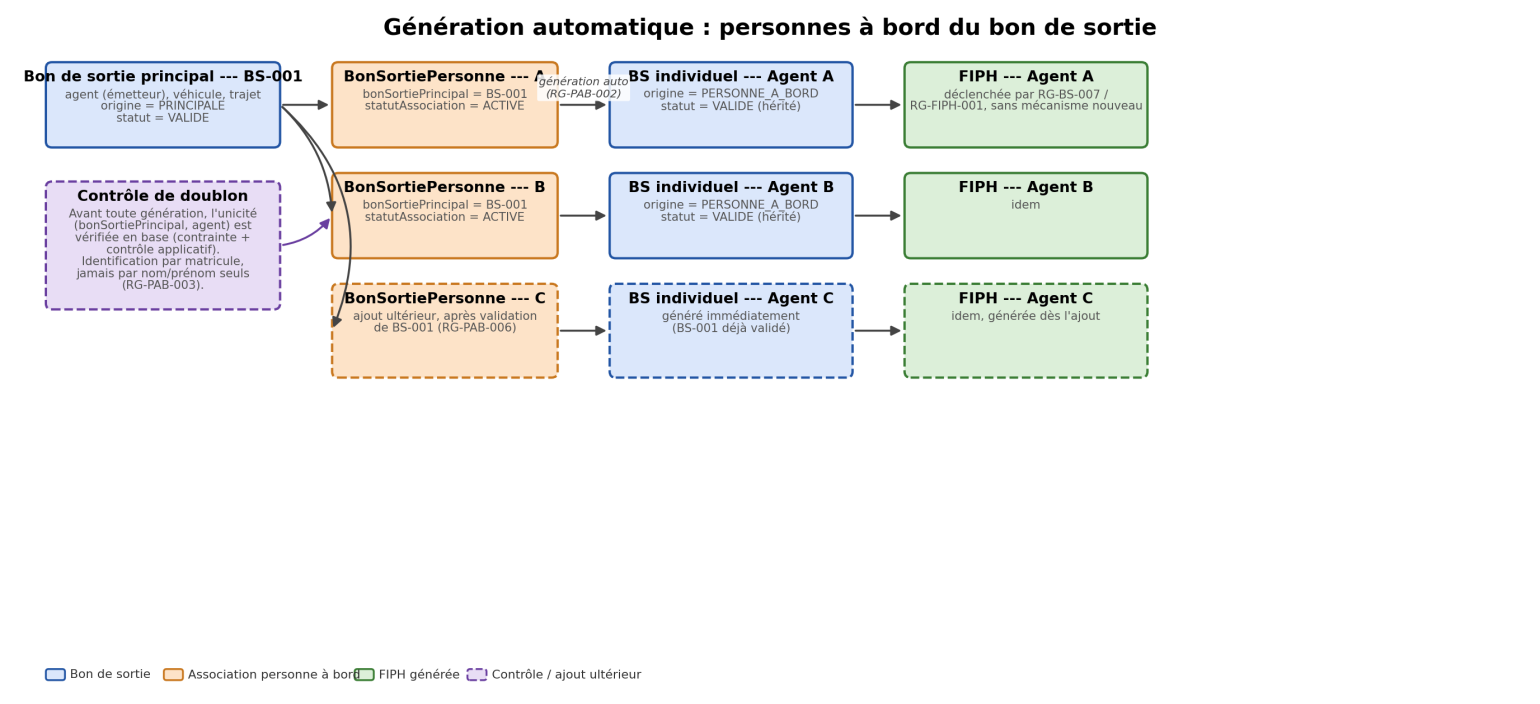 Génération automatique : personnes à bord du bon de sortie
Bon de sortie principal --- BS-001
agent (émetteur), véhicule, trajet
origine = PRINCIPALE
statut = VALIDE
BonSortiePersonne --- A
bonSortiePrincipal = BS-001
statutAssociation = ACTIVE
génération auto
(RG-PAB-002)
BS individuel --- Agent A
origine = PERSONNE_A_BORD
statut = VALIDE (hérité)
FIPH --- Agent A
déclenchée par RG-BS-007 /
RG-FIPH-001, sans mécanisme nouveau
Contrôle de doublon
Avant toute génération, l'unicité
(bonSortiePrincipal, agent) est
vérifiée en base (contrainte +
contrôle applicatif).
Identification par matricule,
jamais par nom/prénom seuls
(RG-PAB-003).
BonSortiePersonne --- B
bonSortiePrincipal = BS-001
statutAssociation = ACTIVE
BS individuel --- Agent B
origine = PERSONNE_A_BORD
statut = VALIDE (hérité)
FIPH --- Agent B
idem
BonSortiePersonne --- C
ajout ultérieur, après validation
de BS-001 (RG-PAB-006)
BS individuel --- Agent C
généré immédiatement
(BS-001 déjà validé)
FIPH --- Agent C
idem, générée dès l'ajout
Bon de sortie
Association personne à bord
FIPH générée
Contrôle / ajout ultérieur